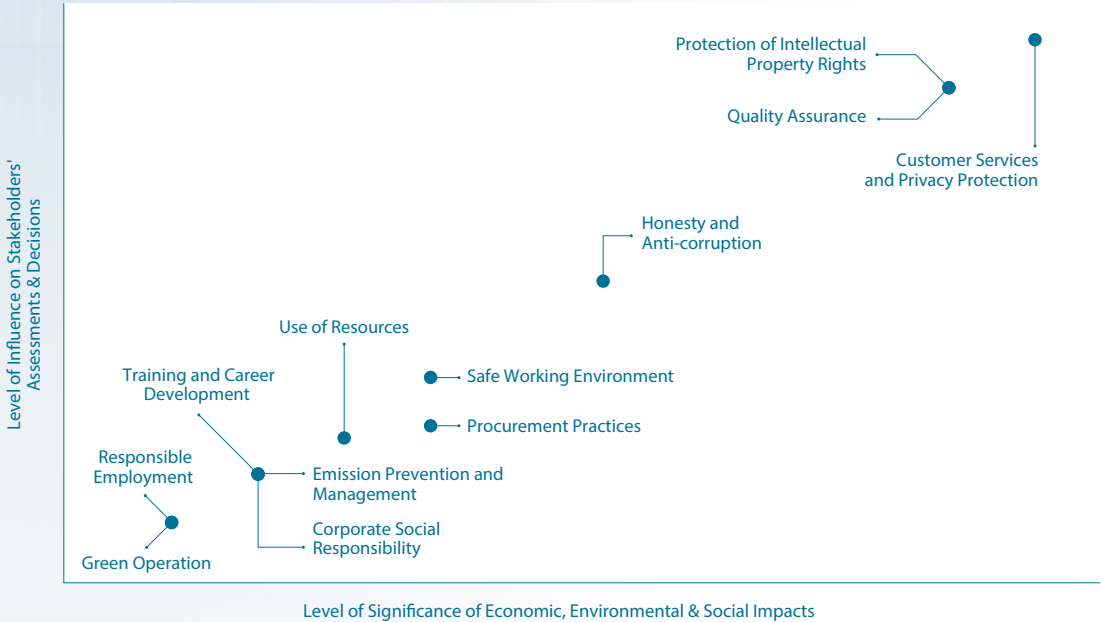 Protection of Intellectual
Property Rights
Quality Assurance
Customer Services
and Privacy Protection
Honesty and
Anti-corruption
Use of Resources
Safe Working Environment
Training and Career
Development
Procurement Practices
Responsible
Employment
Emission Prevention and
Management
Corporate Social
Responsibility
Green Operation
Level of Influence on Stakeholders'
Assessments & Decisions
Level of Significance of Economic, Environmental & Social Impacts